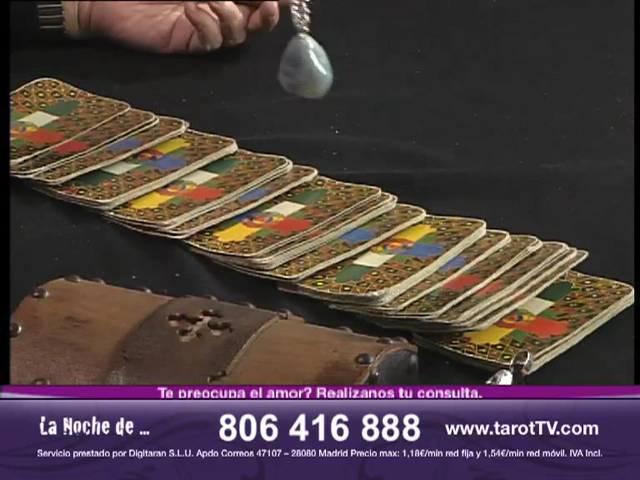 Te preocupa el amor? Realizanos tu consulta.
La Noche de ... 806 416 888 www.tarotTV.com
Servicio prestado por Digitaran S.L.U. Apdo Correos 47107 – 28080 Madrid Precio max: 1,18€/min red fija y 1,54€/min red móvil. IVA Incl.